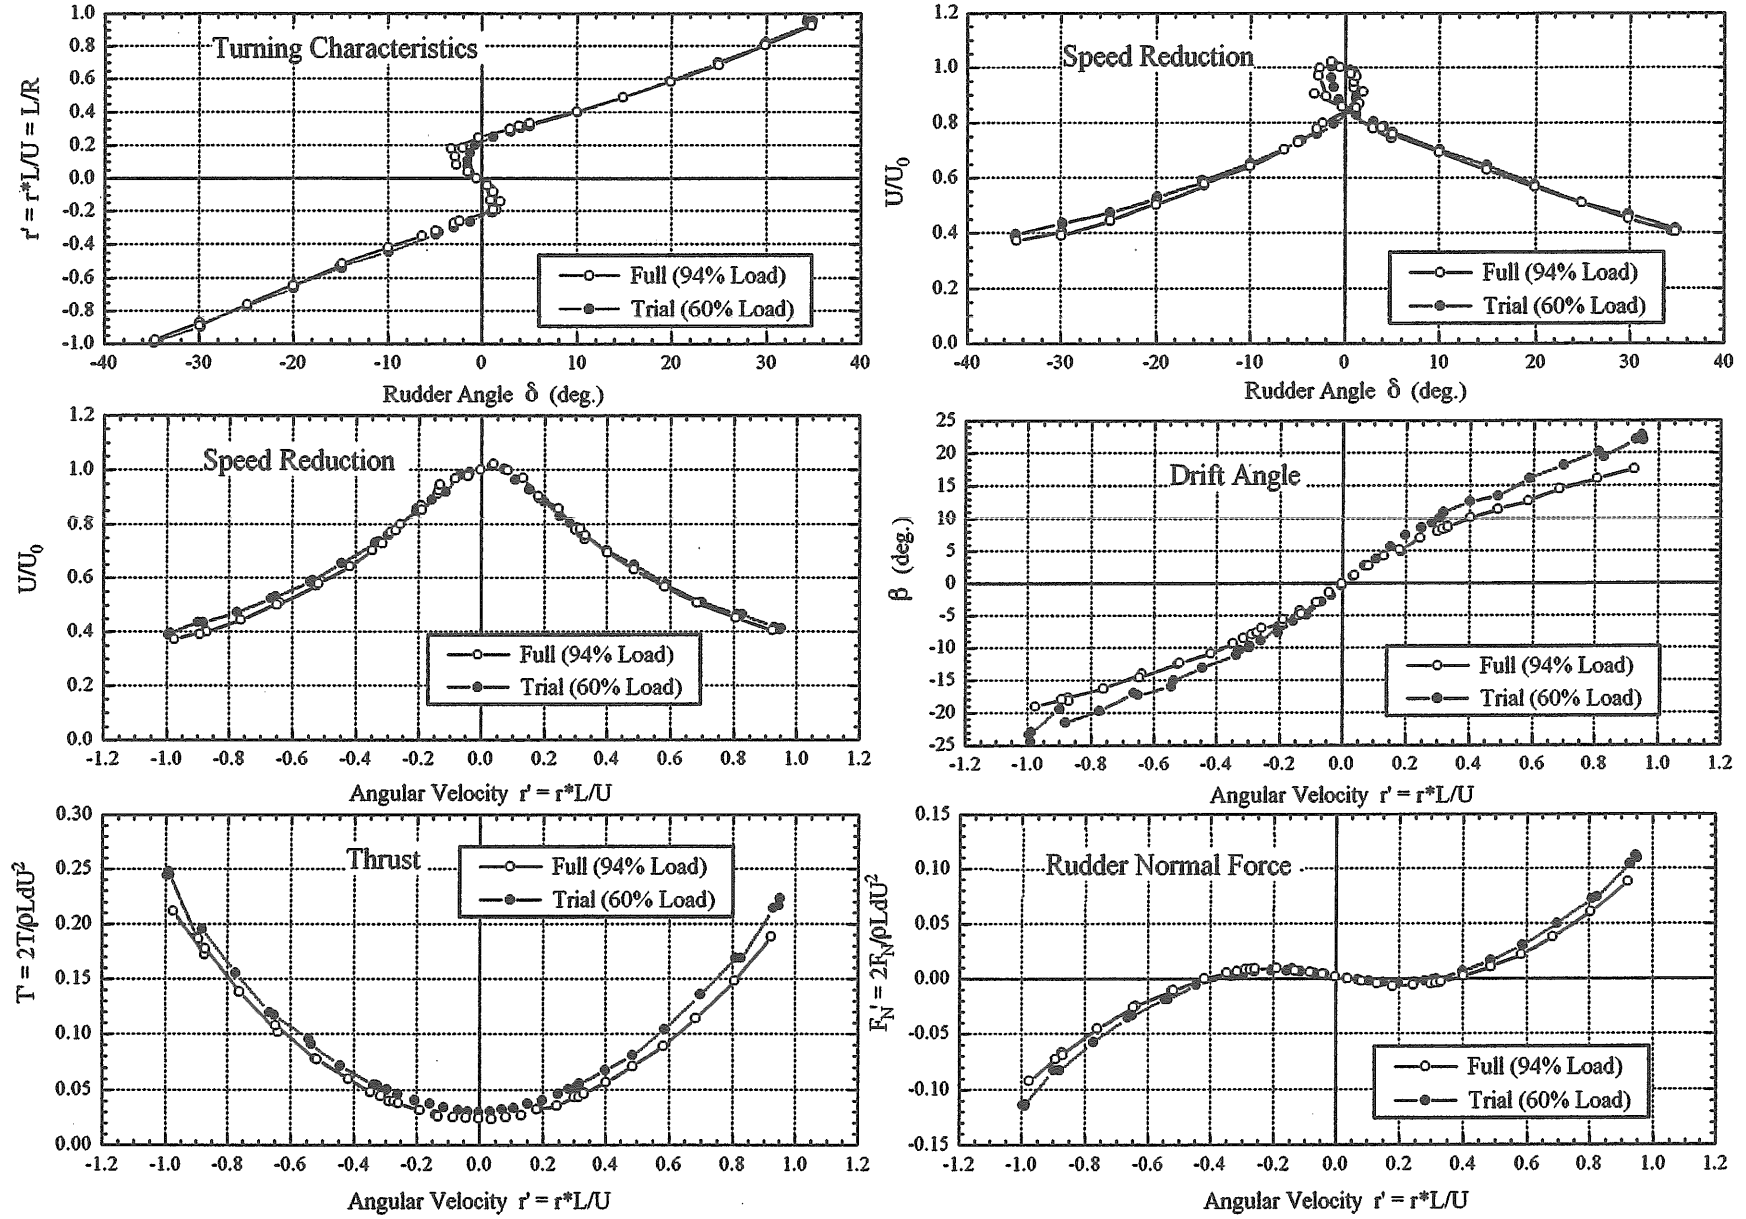 Turning Characteristics
r' = r*L/U = L/R
1.0
0.8
0.6
0.4
0.2
0.0
-0.2
-0.4
-0.6
-0.8
-1.0
Full (94% Load)
Trial (60% Load)
-40 -30 -20 -10 0 10 20 30 40
Rudder Angle δ (deg.)
Speed Reduction
U/U0
1.2
1.0
0.8
0.6
0.4
0.2
0.0
Full (94% Load)
Trial (60% Load)
-40 -30 -20 -10 0 10 20 30 40
Rudder Angle δ (deg.)
Speed Reduction
U/U0
1.2
1.0
0.8
0.6
0.4
0.2
0.0
Full (94% Load)
Trial (60% Load)
-1.2 -1.0 -0.8 -0.6 -0.4 -0.2 0.0 0.2 0.4 0.6 0.8 1.0 1.2
Angular Velocity r' = r*L/U
Drift Angle
β (deg.)
25
20
15
10
5
0
-5
-10
-15
-20
-25
Full (94% Load)
Trial (60% Load)
-1.2 -1.0 -0.8 -0.6 -0.4 -0.2 0.0 0.2 0.4 0.6 0.8 1.0 1.2
Angular Velocity r' = r*L/U
Thrust
T' = 2T/ρLdU²
0.30
0.25
0.20
0.15
0.10
0.05
0.00
Full (94% Load)
Trial (60% Load)
-1.2 -1.0 -0.8 -0.6 -0.4 -0.2 0.0 0.2 0.4 0.6 0.8 1.0 1.2
Angular Velocity r' = r*L/U
Rudder Normal Force
FN' = 2FN/ρLdU²
0.15
0.10
0.05
0.00
-0.05
-0.10
-0.15
Full (94% Load)
Trial (60% Load)
-1.2 -1.0 -0.8 -0.6 -0.4 -0.2 0.0 0.2 0.4 0.6 0.8 1.0 1.2
Angular Velocity r' = r*L/U